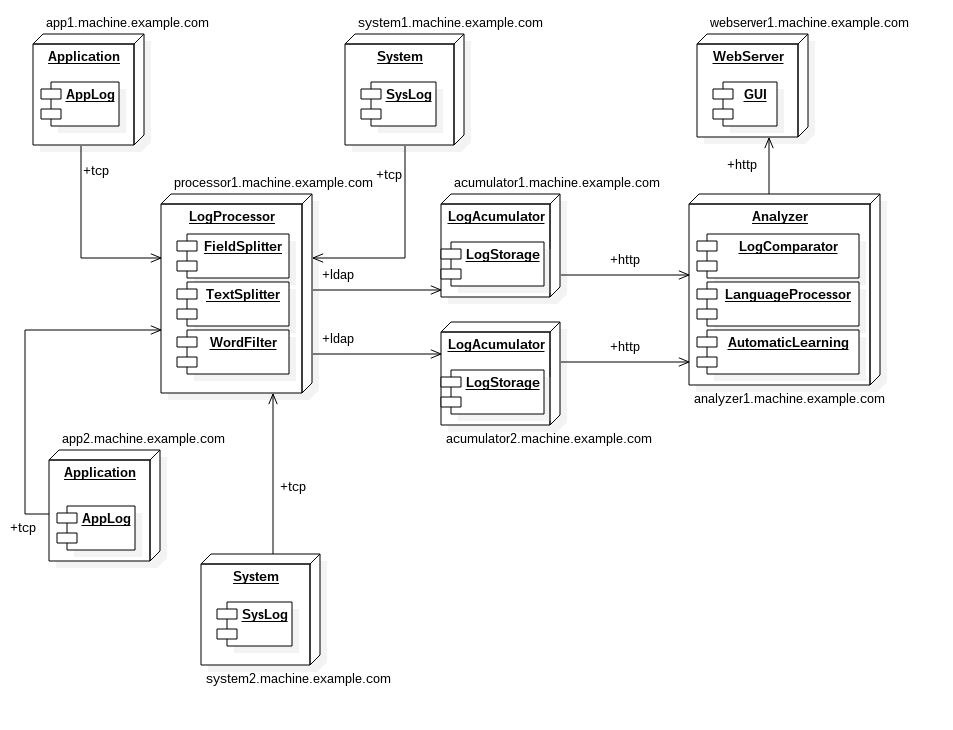 app1.machine.example.com
system1.machine.example.com
webserver1.machine.example.com
Application
AppLog
System
SysLog
WebServer
GUI
+tcp
+tcp
+http
processor1.machine.example.com
acumulator1.machine.example.com
LogProcessor
FieldSplitter
TextSplitter
WordFilter
LogAcumulator
LogStorage
Analyzer
LogComparator
LanguageProcessor
AutomaticLearning
+ldap
+http
+ldap
+http
LogAcumulator
LogStorage
analyzer1.machine.example.com
app2.machine.example.com
acumulator2.machine.example.com
Application
AppLog
+tcp
+tcp
System
SysLog
system2.machine.example.com